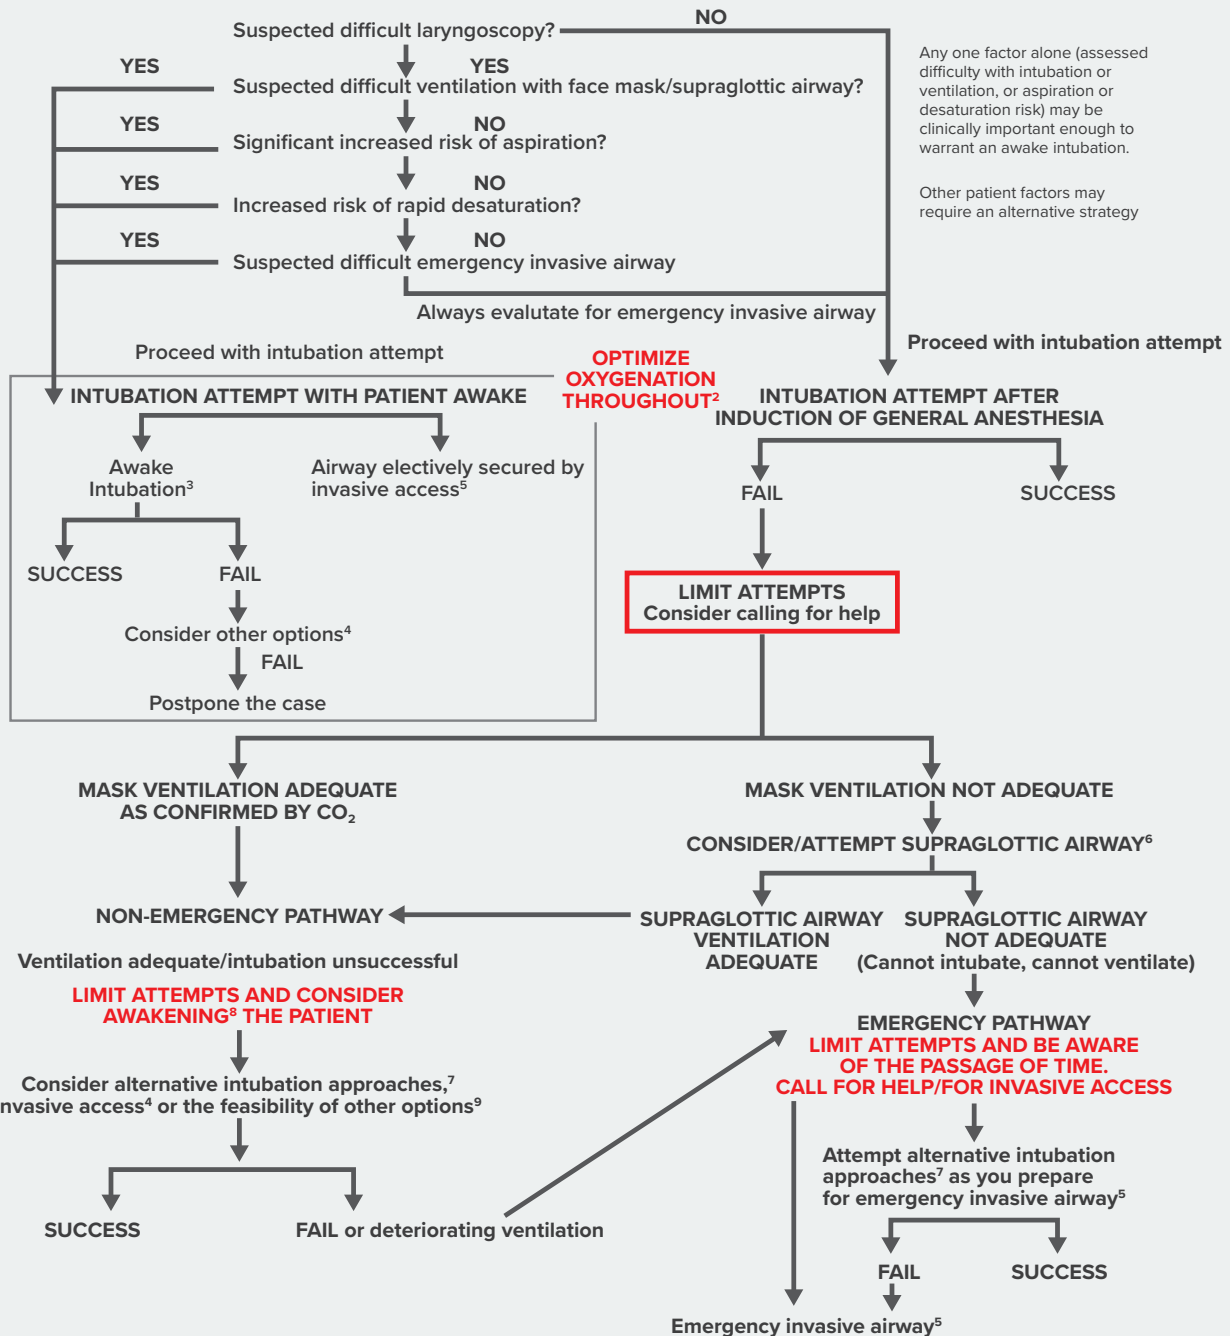 NO
Suspected difficult laryngoscopy?
YES
YES
Suspected difficult ventilation with face mask/supraglottic airway?
YES
NO
Significant increased risk of aspiration?
YES
NO
Increased risk of rapid desaturation?
YES
NO
Suspected difficult emergency invasive airway
Always evalutate for emergency invasive airway
Any one factor alone (assessed
difficulty with intubation or
ventilation, or aspiration or
desaturation risk) may be
clinically important enough to
warrant an awake intubation.
Other patient factors may
require an alternative strategy
Proceed with intubation attempt
OPTIMIZE
OXYGENATION
THROUGHOUT²
Proceed with intubation attempt
INTUBATION ATTEMPT WITH PATIENT AWAKE
Awake
Intubation³
Airway electively secured by
invasive access⁵
SUCCESS
FAIL
Consider other options⁴
FAIL
Postpone the case
INTUBATION ATTEMPT AFTER
INDUCTION OF GENERAL ANESTHESIA
FAIL
SUCCESS
LIMIT ATTEMPTS
Consider calling for help
MASK VENTILATION ADEQUATE
AS CONFIRMED BY CO₂
MASK VENTILATION NOT ADEQUATE
CONSIDER/ATTEMPT SUPRAGLOTTIC AIRWAY⁶
NON-EMERGENCY PATHWAY
SUPRAGLOTTIC AIRWAY
VENTILATION
ADEQUATE
SUPRAGLOTTIC AIRWAY
NOT ADEQUATE
(Cannot intubate, cannot ventilate)
Ventilation adequate/intubation unsuccessful
LIMIT ATTEMPTS AND CONSIDER
AWAKENING⁸ THE PATIENT
Consider alternative intubation approaches,⁷
nvasive access⁴ or the feasibility of other options⁹
SUCCESS
FAIL or deteriorating ventilation
EMERGENCY PATHWAY
LIMIT ATTEMPTS AND BE AWARE
OF THE PASSAGE OF TIME.
CALL FOR HELP/FOR INVASIVE ACCESS
Attempt alternative intubation
approaches⁷ as you prepare
for emergency invasive airway⁵
FAIL
SUCCESS
Emergency invasive airway⁵